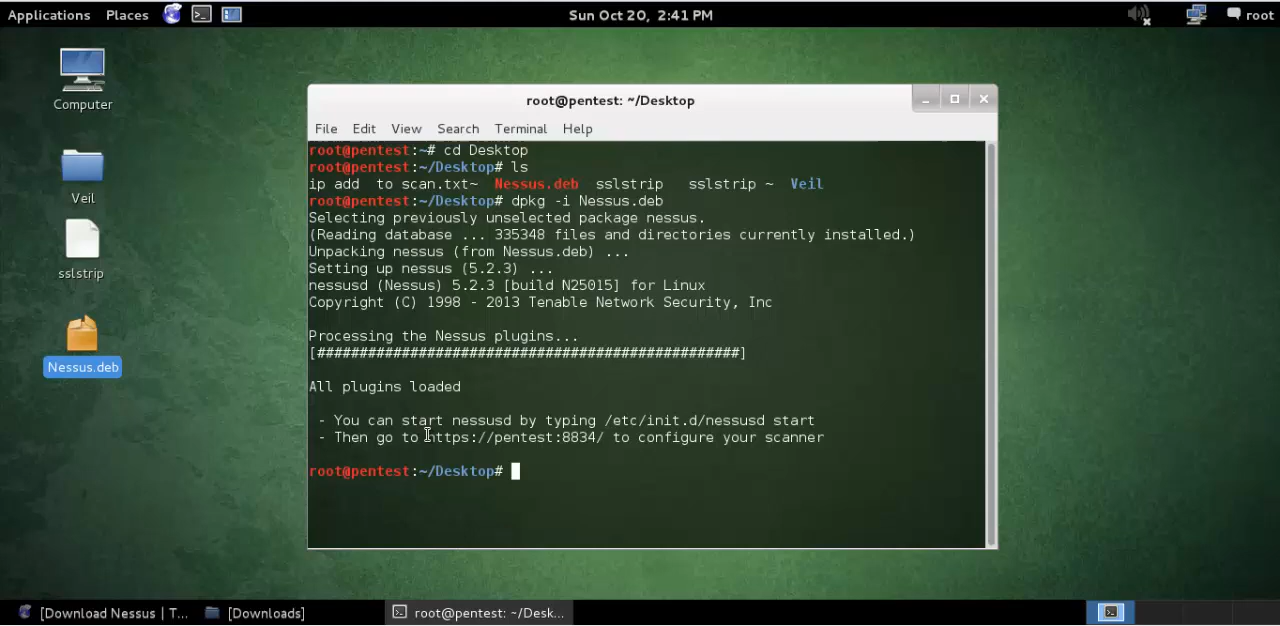 Applications Places Sun Oct 20, 2:41 PM root
Computer
Veil
sslstrip
Nessus.deb
root@pentest: ~/Desktop
File Edit View Search Terminal Help
root@pentest:~# cd Desktop
root@pentest:~/Desktop# ls
ip add  to scan.txt~  Nessus.deb  sslstrip   sslstrip ~  Veil
root@pentest:~/Desktop# dpkg -i Nessus.deb
Selecting previously unselected package nessus.
(Reading database ... 335348 files and directories currently installed.)
Unpacking nessus (from Nessus.deb) ...
Setting up nessus (5.2.3) ...
nessusd (Nessus) 5.2.3 [build N25015] for Linux
Copyright (C) 1998 - 2013 Tenable Network Security, Inc
Processing the Nessus plugins...
[##################################################]
All plugins loaded
- You can start nessusd by typing /etc/init.d/nessusd start
- Then go to https://pentest:8834/ to configure your scanner
root@pentest:~/Desktop#
[Download Nessus | T... [Downloads] root@pentest: ~/Desk...